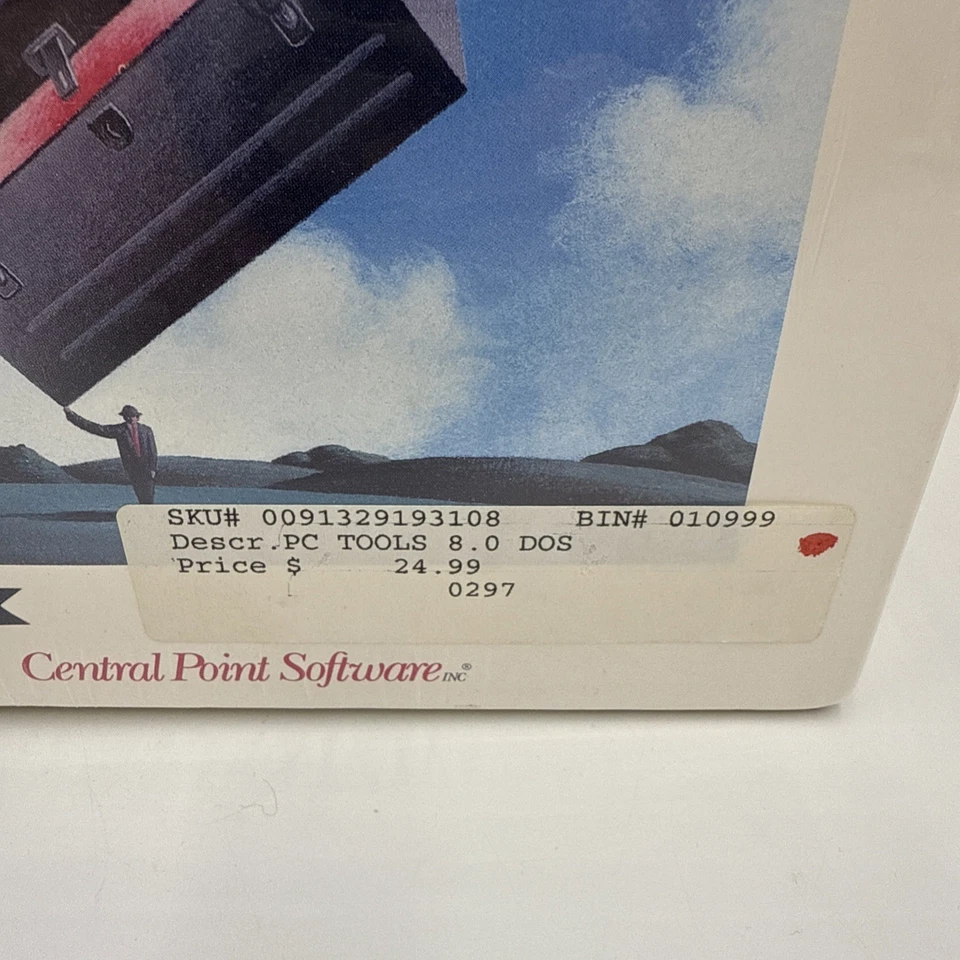 SKU# 0091329193108 BIN# 010999
Descr.PC TOOLS 8.0 DOS
Price $ 24.99
0297
Central Point Software INC®